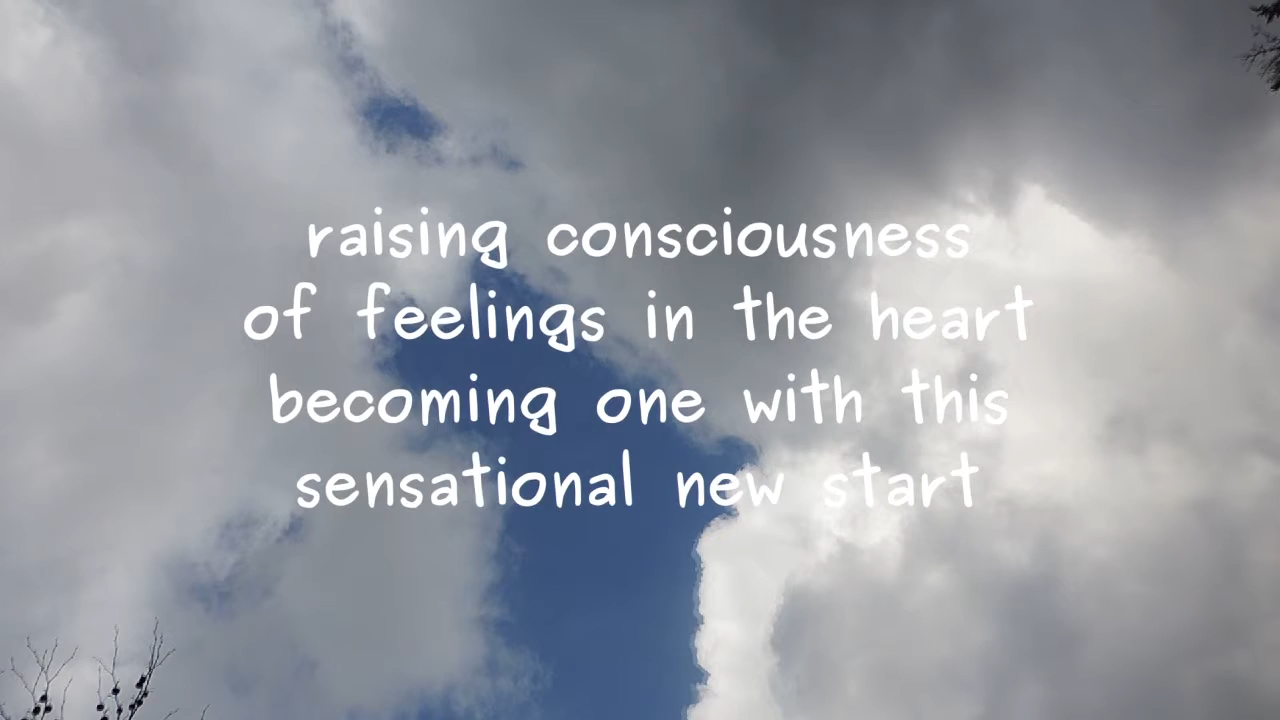 raising consciousness
of feelings in the heart
becoming one with this
sensational new start